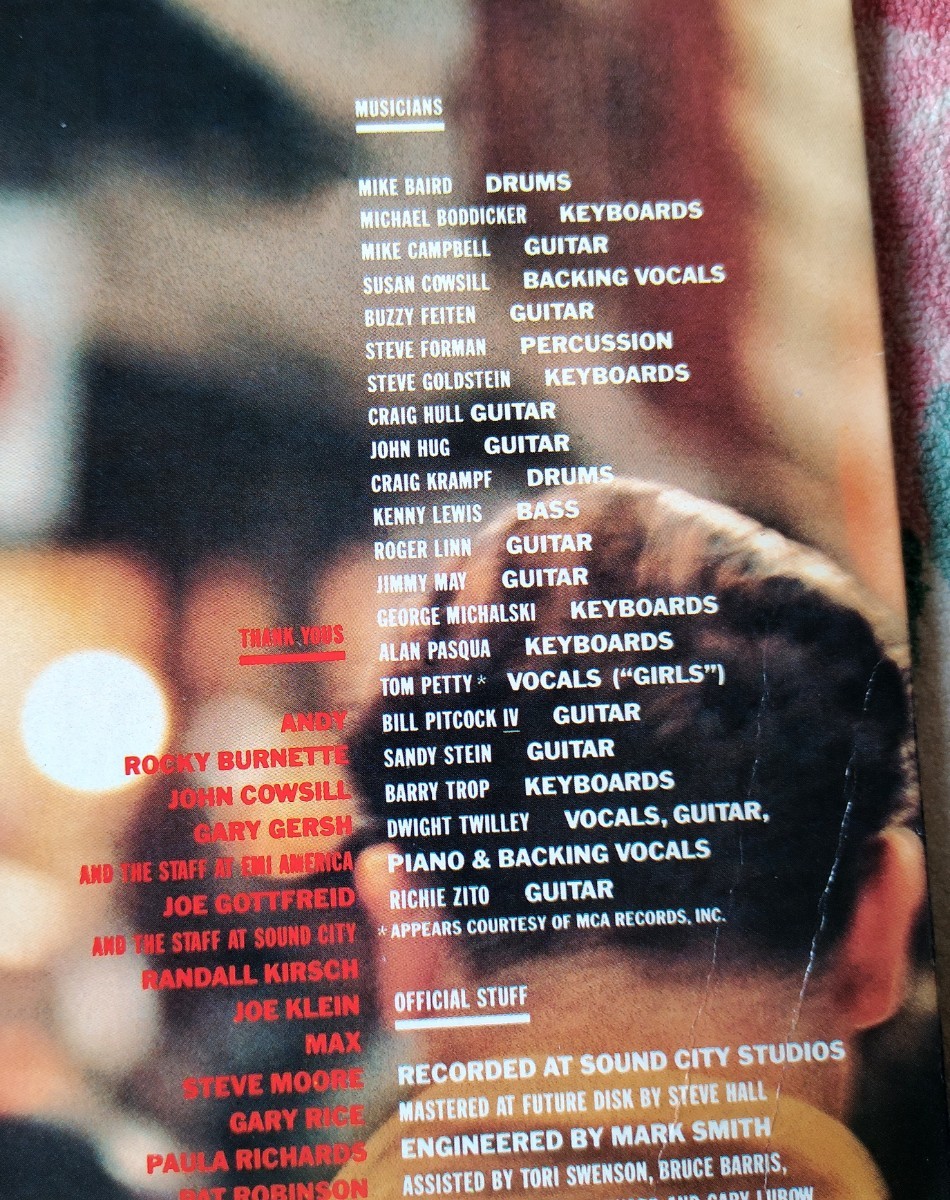 MUSICIANS
MIKE BAIRD DRUMS
MICHAEL BODDICKER KEYBOARDS
MIKE CAMPBELL GUITAR
SUSAN COWSILL BACKING VOCALS
BUZZY FEITEN GUITAR
STEVE FORMAN PERCUSSION
STEVE GOLDSTEIN KEYBOARDS
CRAIG HULL GUITAR
JOHN HUG GUITAR
CRAIG KRAMPF DRUMS
KENNY LEWIS BASS
ROGER LINN GUITAR
JIMMY MAY GUITAR
GEORGE MICHALSKI KEYBOARDS
ALAN PASQUA KEYBOARDS
TOM PETTY* VOCALS ("GIRLS")
BILL PITCOCK IV GUITAR
SANDY STEIN GUITAR
BARRY TROP KEYBOARDS
DWIGHT TWILLEY VOCALS, GUITAR,
PIANO & BACKING VOCALS
RICHIE ZITO GUITAR
*APPEARS COURTESY OF MCA RECORDS, INC.
THANK YOUS
ANDY
ROCKY BURNETTE
JOHN COWSILL
GARY GERSH
AND THE STAFF AT EMI AMERICA
JOE GOTTFREID
AND THE STAFF AT SOUND CITY
RANDALL KIRSCH
JOE KLEIN
MAX
STEVE MOORE
GARY RICE
PAULA RICHARDS
PAT ROBINSON
OFFICIAL STUFF
RECORDED AT SOUND CITY STUDIOS
MASTERED AT FUTURE DISK BY STEVE HALL
ENGINEERED BY MARK SMITH
ASSISTED BY TORI SWENSON, BRUCE BARRIS,
AND GARY LUBOW